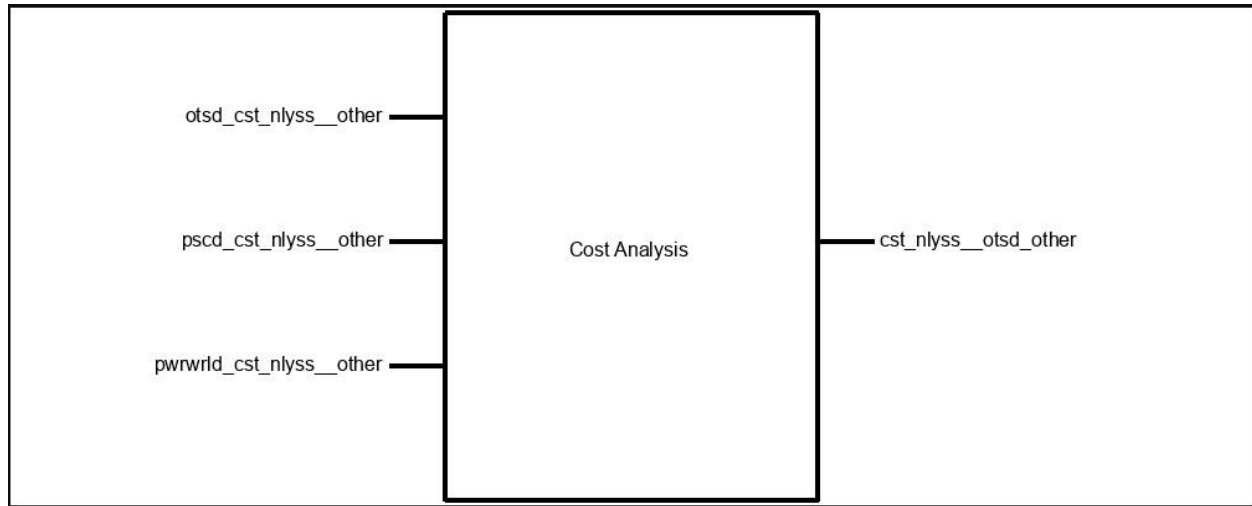 otsd_cst_nlyss__other
pscd_cst_nlyss__other
Cost Analysis
cst_nlyss__otsd_other
pwrwrld_cst_nlyss__other